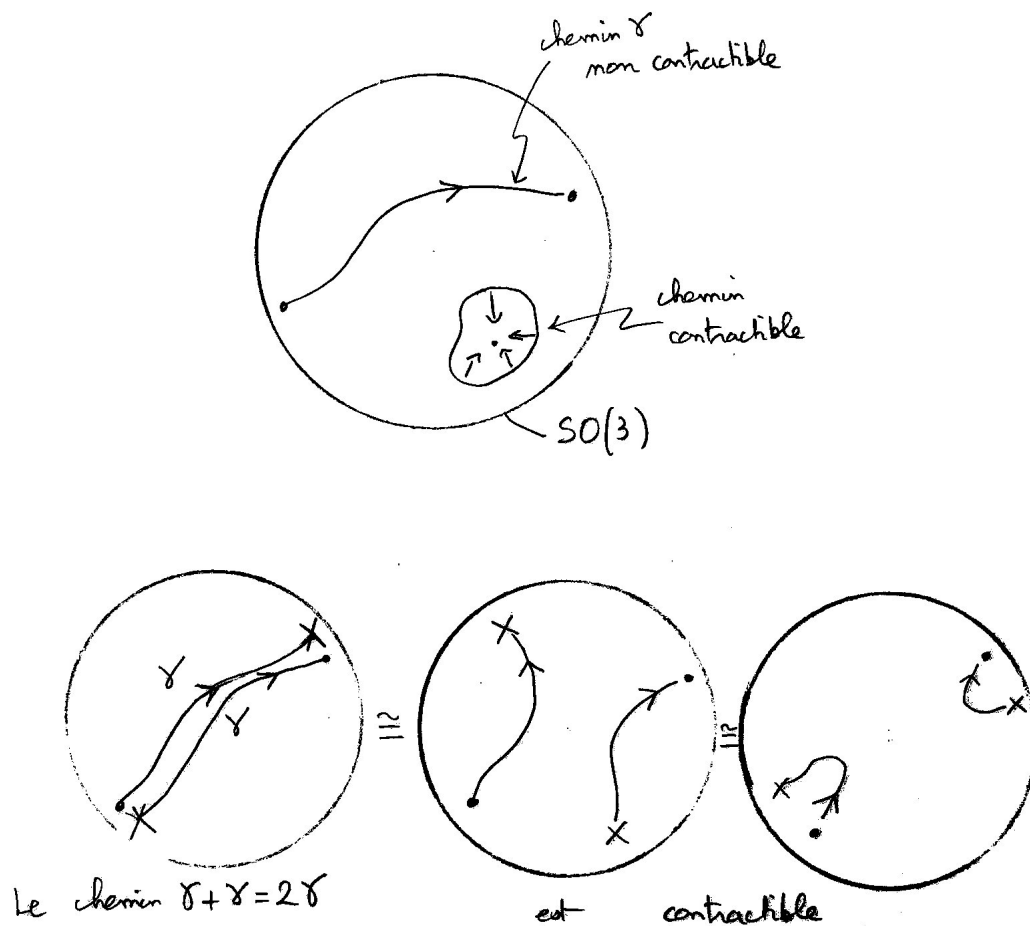 chemin γ
non contractible
chemin
contractible
SO(3)
γ
γ
≅ ≅
Le chemin γ+γ=2γ est contractible